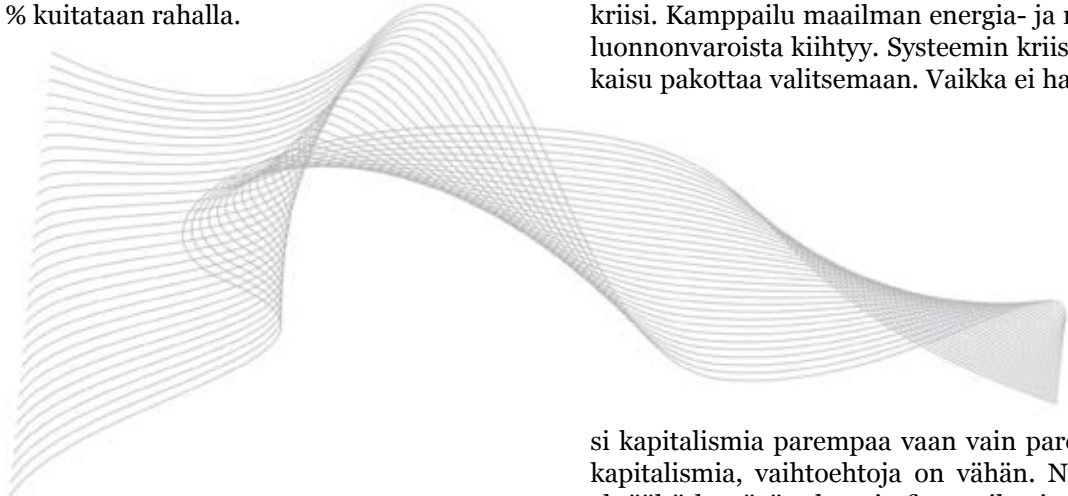 % kuitataan rahalla.
kriisi. Kamppailu maailman energia- ja
luonnonvaroista kiihtyy. Systeemin kriis
kaisu pakottaa valitsemaan. Vaikka ei ha
si kapitalismia parempaa vaan vain pare
kapitalismia, vaihtoehtoja on vähän. N